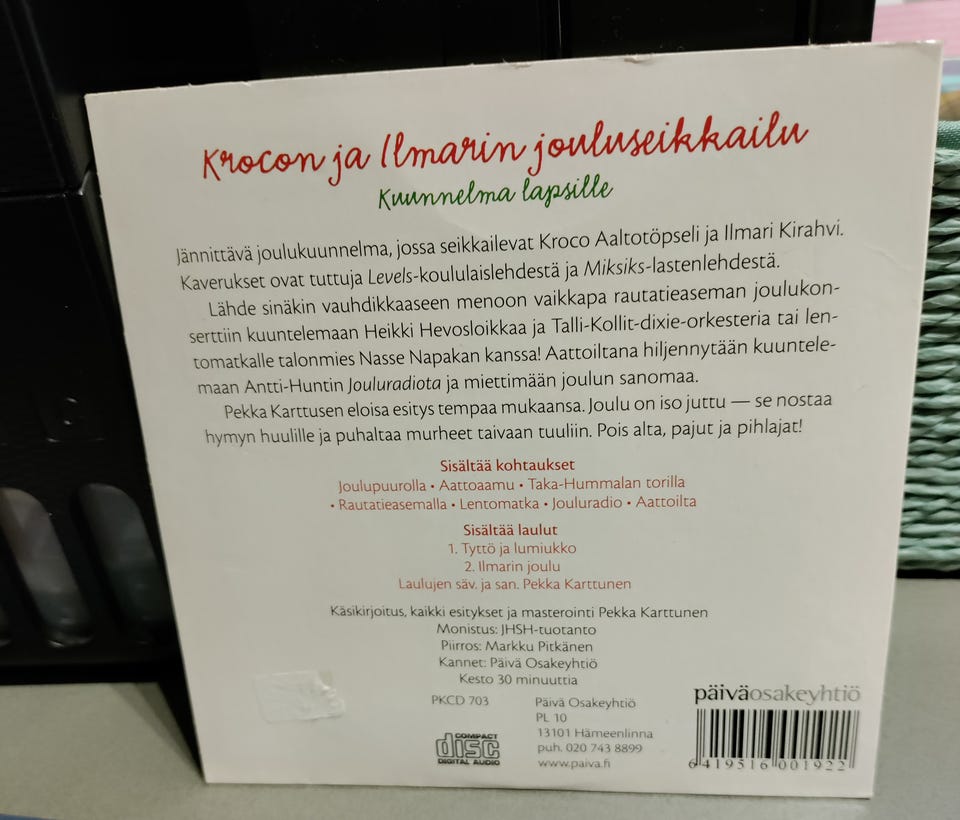 Krocon ja Ilmarin jouluseikkailu
Kuunnelma lapsille
Jännittävä joulukuunnelma, jossa seikkailevat Kroco Aaltotöpseli ja Ilmari Kirahvi.
Kaverukset ovat tuttuja Levels-koululaislehdestä ja Miksiks-lastenlehdestä.
Lähde sinäkin vauhdikkaaseen menoon vaikkapa rautatieaseman joulukon-
serttiin kuuntelemaan Heikki Hevosloikkaa ja Talli-Kollit-dixie-orkesteria tai len-
tomatkalle talonmies Nasse Napakan kanssa! Aattoiltana hiljennytään kuuntele-
maan Antti-Huntin Jouluradiota ja miettimään joulun sanomaa.
Pekka Karttusen eloisa esitys tempaa mukaansa. Joulu on iso juttu — se nostaa
hymyn huulille ja puhaltaa murheet taivaan tuuliin. Pois alta, pajut ja pihlajat!
Sisältää kohtaukset
Joulupuurolla • Aattoaamu • Taka-Hummalan torilla
• Rautatieasemalla • Lentomatka • Jouluradio • Aattoilta
Sisältää laulut
1. Tyttö ja lumiukko
2. Ilmarin joulu
Laulujen säv. ja san. Pekka Karttunen
Käsikirjoitus, kaikki esitykset ja masterointi Pekka Karttunen
Monistus: JHSH-tuotanto
Piirros: Markku Pitkänen
Kannet: Päivä Osakeyhtiö
Kesto 30 minuuttia
PKCD 703
COMPACT
disc
DIGITAL AUDIO
Päivä Osakeyhtiö
PL 10
13101 Hämeenlinna
puh. 020 743 8899
www.paiva.fi
päiväosakeyhtiö
6 419516 001922